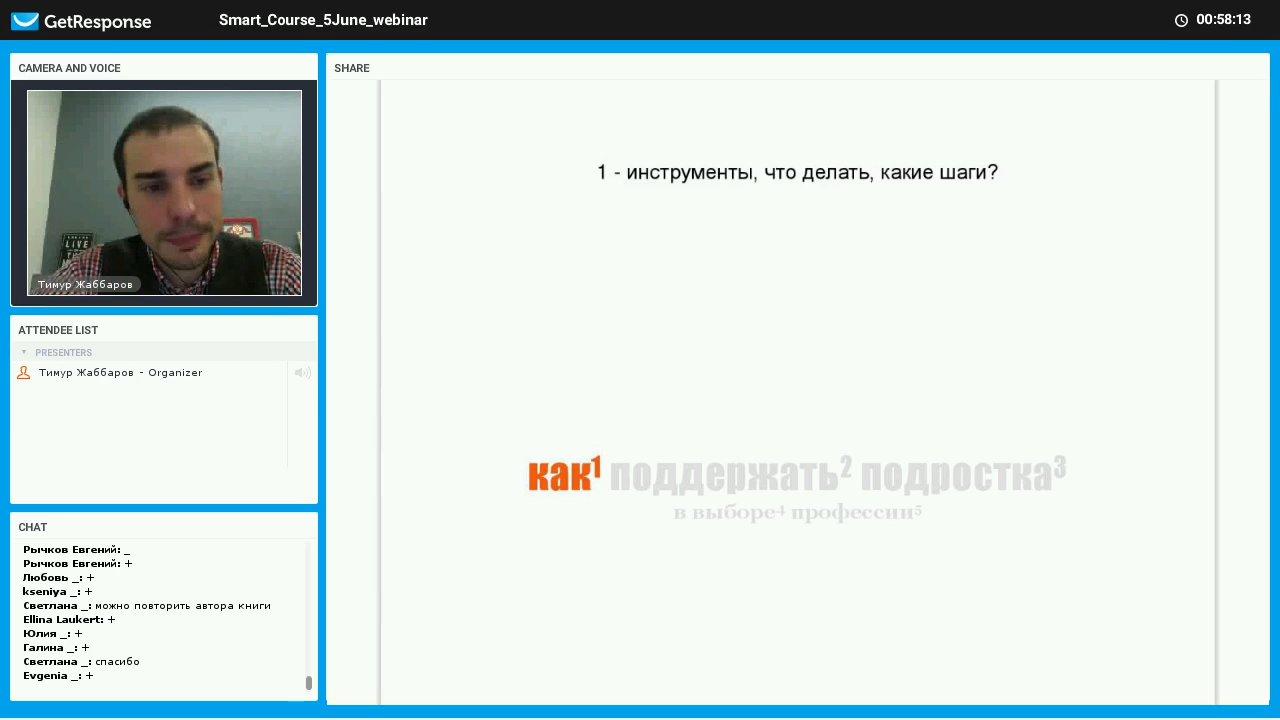 GetResponse
Smart_Course_5June_webinar
00:58:13
CAMERA AND VOICE
LIVE
Тимур Жаббаров
ATTENDEE LIST
PRESENTERS
Тимур Жаббаров - Organizer
CHAT
Рычков Евгений: _
Рычков Евгений: +
Любовь _: +
kseniya _: +
Светлана _: можно повторить автора книги
Ellina Laukert: +
Юлия _: +
Галина _: +
Светлана _: спасибо
Evgenia _: +
SHARE
1 - инструменты, что делать, какие шаги?
как¹ поддержать² подростка³
в выборе⁴ профессии⁵